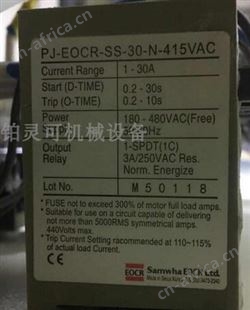 PJ-EOCR-SS-30-N-415VAC
Current Range 1 - 30A
Start (D-TIME) 0.2 - 30s
Trip (O-TIME) 0.2 - 10s
Power 180 - 480VAC(Free)
Output 1-SPDT(1C)
Relay 3A/250VAC Res.
Norm. Energize
Lot No. M50118
* FUSE not to exceed 300% of motor full load amps.
* Suitable for use on a circuit capable of delivering
not more than 5000RMS symmetrical amps.
440Volts max.
* Trip Current Setting racommended at 110~115%
of actual load Current.
EOCR Samwha EOCR Ltd.
铂灵可机械设备